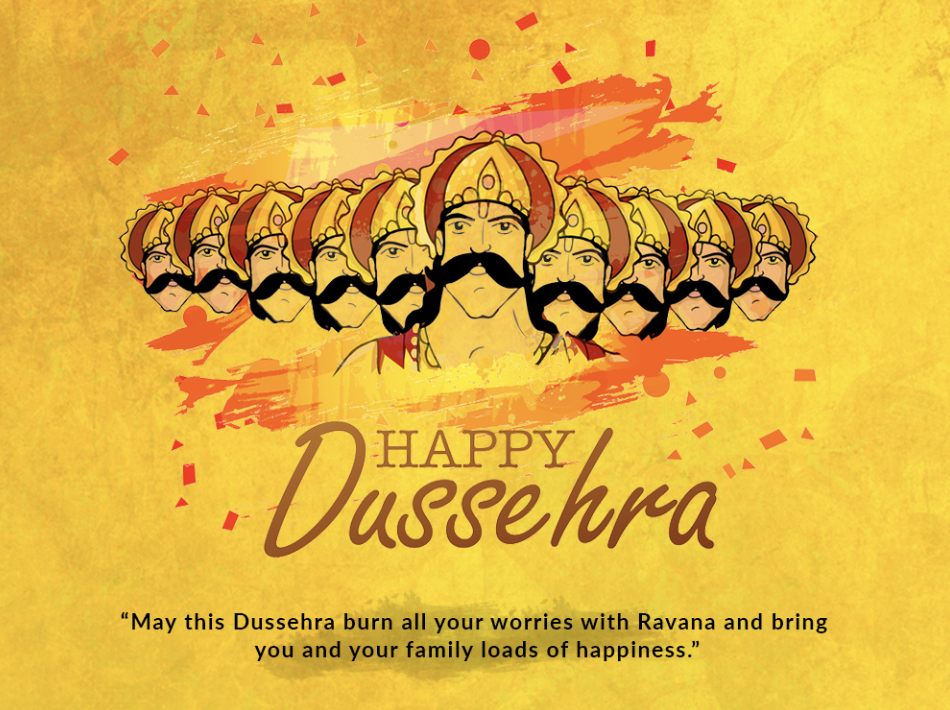 HAPPY
Dussehra
“May this Dussehra burn all your worries with Ravana and bring
you and your family loads of happiness.”